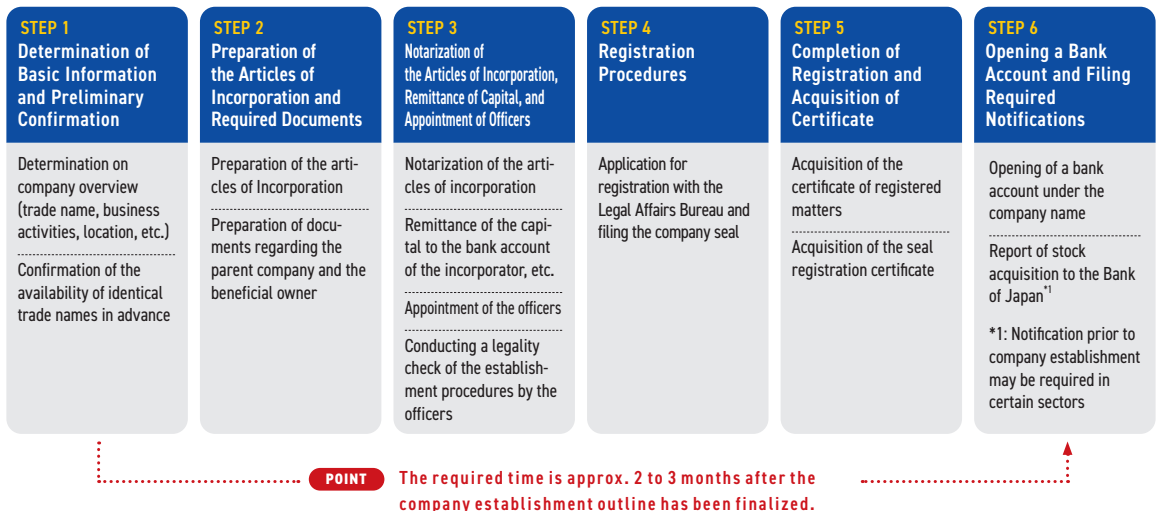 STEP 1
Determination of
Basic Information
and Preliminary
Confirmation
Determination on
company overview
(trade name, business
activities, location, etc.)
Confirmation of the
availability of identical
trade names in advance
STEP 2
Preparation of
the Articles of
Incorporation and
Required Documents
Preparation of the arti-
cles of Incorporation
Preparation of docu-
ments regarding the
parent company and the
beneficial owner
STEP 3
Notarization of
the Articles of Incorporation,
Remittance of Capital, and
Appointment of Officers
Notarization of the arti-
cles of incorporation
Remittance of the capi-
tal to the bank account
of the incorporator, etc.
Appointment of the officers
Conducting a legality
check of the establish-
ment procedures by the
officers
STEP 4
Registration
Procedures
Application for
registration with the
Legal Affairs Bureau and
filing the company seal
STEP 5
Completion of
Registration and
Acquisition of
Certificate
Acquisition of the
certificate of registered
matters
Acquisition of the seal
registration certificate
STEP 6
Opening a Bank
Account and Filing
Required
Notifications
Opening of a bank
account under the
company name
Report of stock
acquisition to the Bank
of Japan*1
*1: Notification prior to
company establishment
may be required in
certain sectors
POINT
The required time is approx. 2 to 3 months after the
company establishment outline has been finalized.